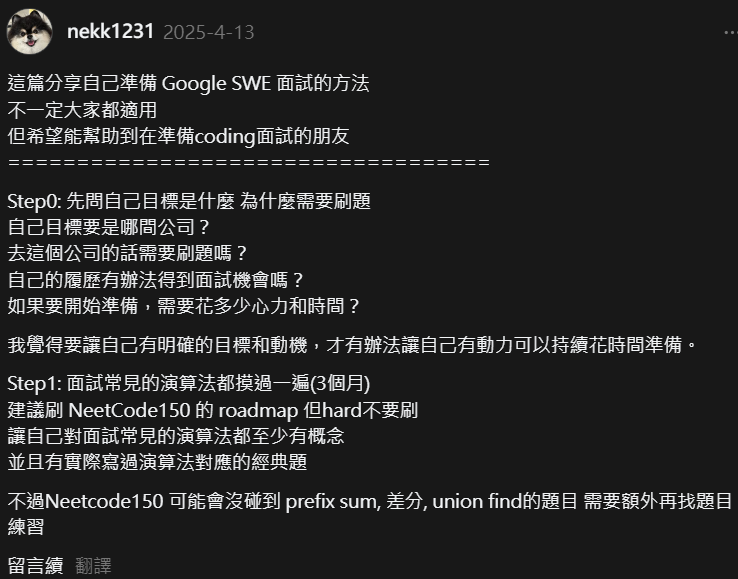 nekk1231 2025-4-13
這篇分享自己準備 Google SWE 面試的方法
不一定大家都適用
但希望能幫助到在準備coding面試的朋友
===================================
Step0: 先問自己目標是什麼 為什麼需要刷題
自己目標要是哪間公司？
去這個公司的話需要刷題嗎？
自己的履歷有辦法得到面試機會嗎？
如果要開始準備，需要花多少心力和時間？
我覺得要讓自己有明確的目標和動機，才有辦法讓自己有動力可以持續花時間準備。
Step1: 面試常見的演算法都摸過一遍(3個月)
建議刷 NeetCode150 的 roadmap 但hard不要刷
讓自己對面試常見的演算法都至少有概念
並且有實際寫過演算法對應的經典題
不過Neetcode150 可能會沒碰到 prefix sum, 差分, union find的題目 需要額外再找題目
練習
留言續 翻譯